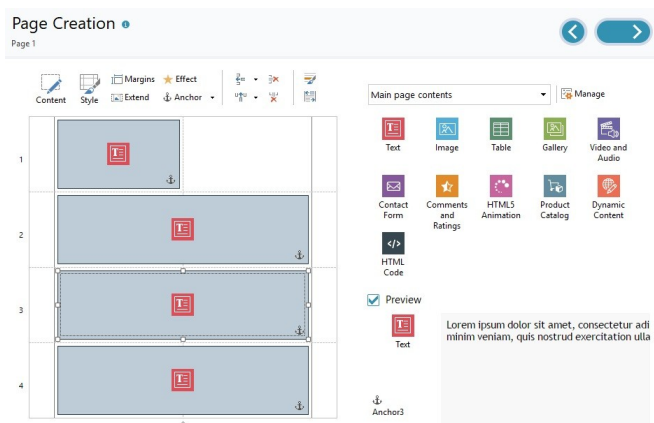 Page Creation
Page 1
Margins Effect
Content Style Extend Anchor
Main page contents Manage
1
2
3
4
Text Image Table Gallery Video and
Audio
Contact Comments HTML5 Product Dynamic
Form and Animation Catalog Content
Ratings
HTML
Code
Preview
Text
Lorem ipsum dolor sit amet, consectetur adi
minim veniam, quis nostrud exercitation ulla
Anchor3